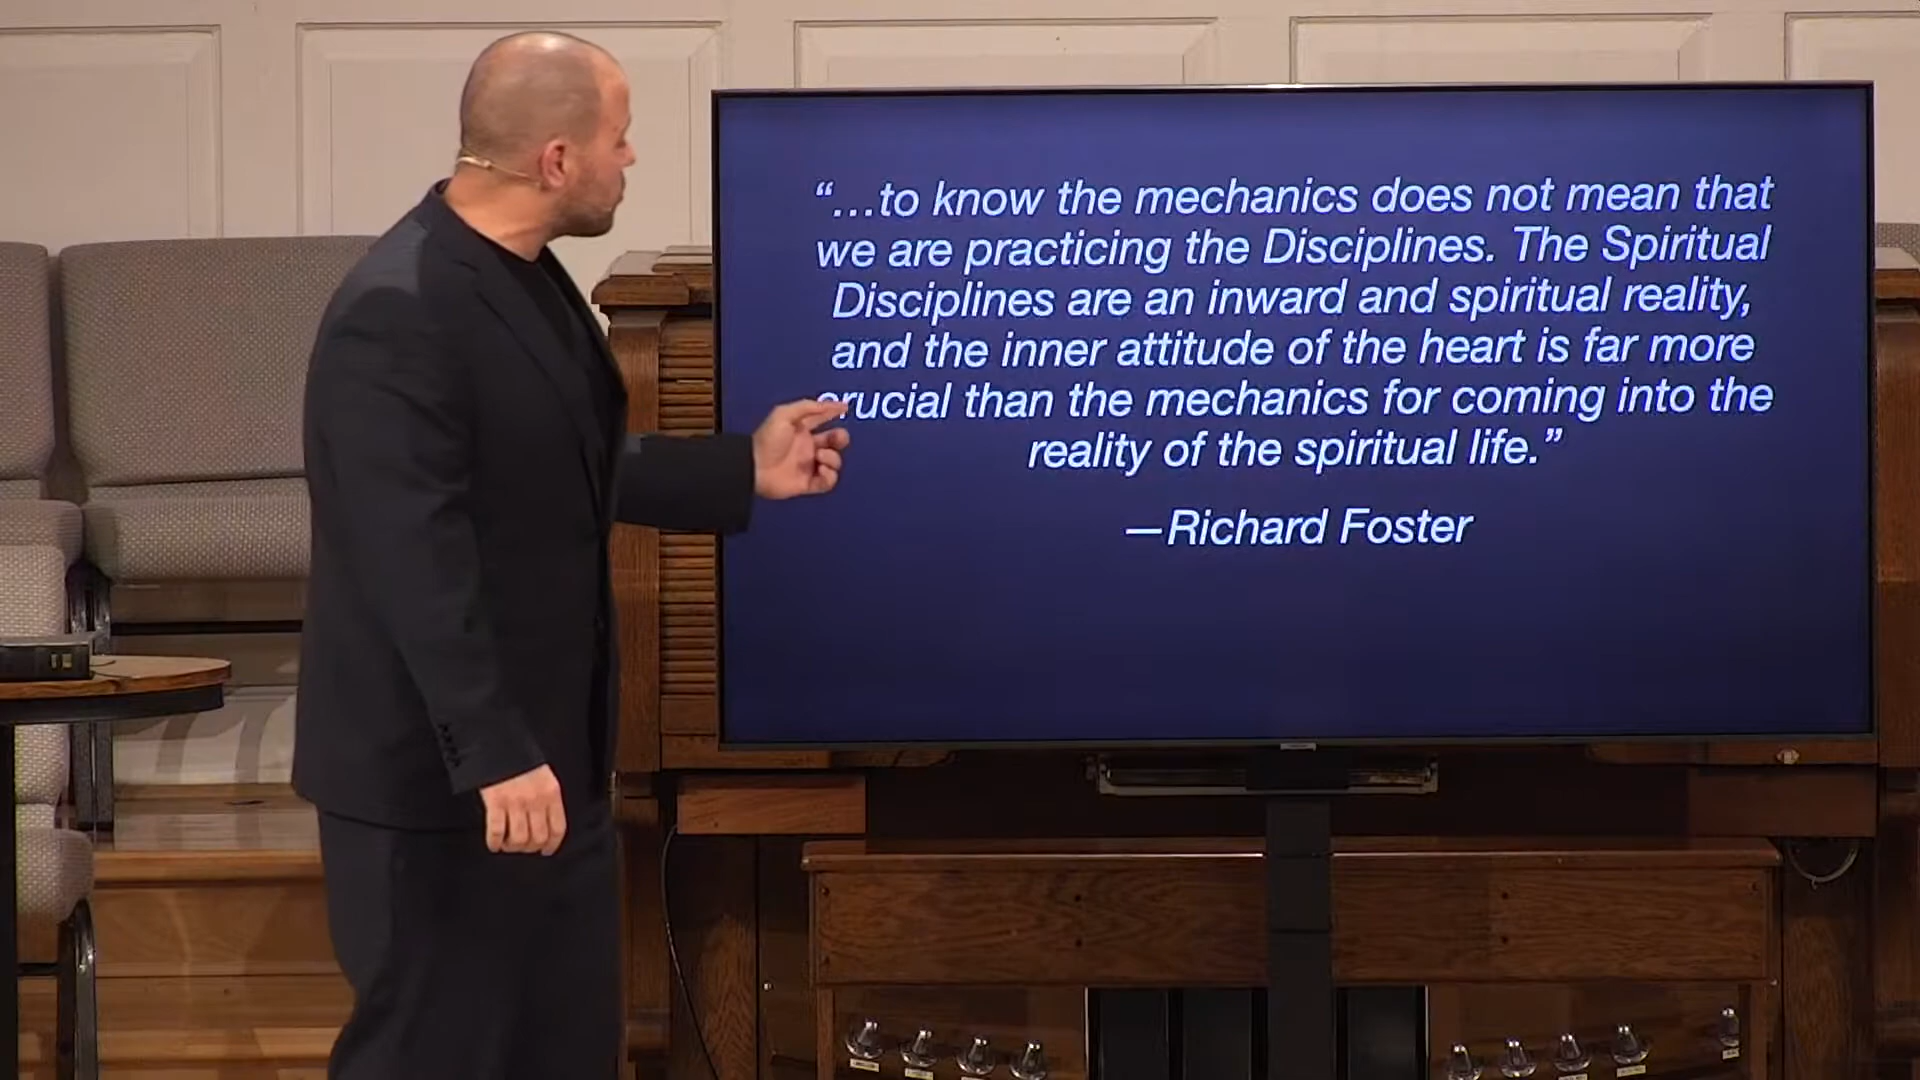 “…to know the mechanics does not mean that
we are practicing the Disciplines. The Spiritual
Disciplines are an inward and spiritual reality,
and the inner attitude of the heart is far more
crucial than the mechanics for coming into the
reality of the spiritual life.”
—Richard Foster